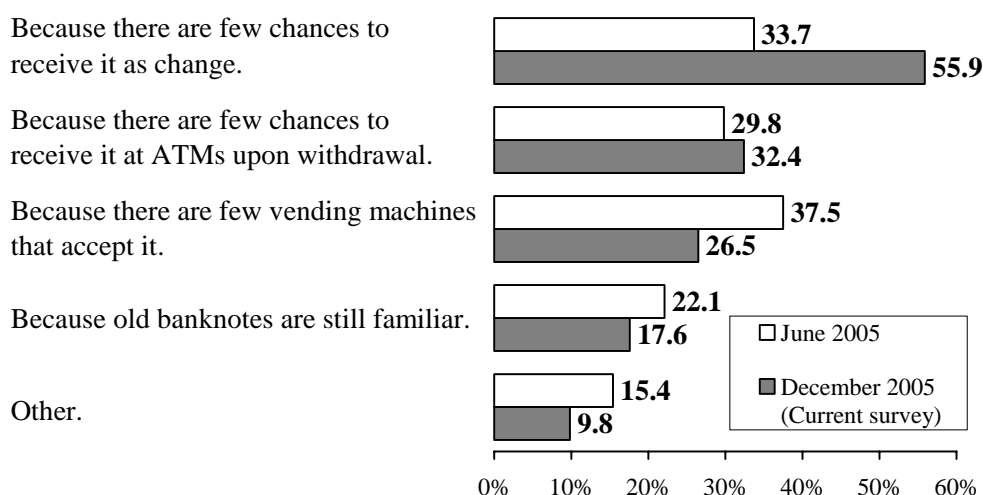 Because there are few chances to
receive it as change.
33.7
55.9
Because there are few chances to
receive it at ATMs upon withdrawal.
29.8
32.4
Because there are few vending machines
that accept it.
37.5
26.5
Because old banknotes are still familiar.
22.1
17.6
Other.
15.4
9.8
June 2005
December 2005
(Current survey)
0% 10% 20% 30% 40% 50% 60%